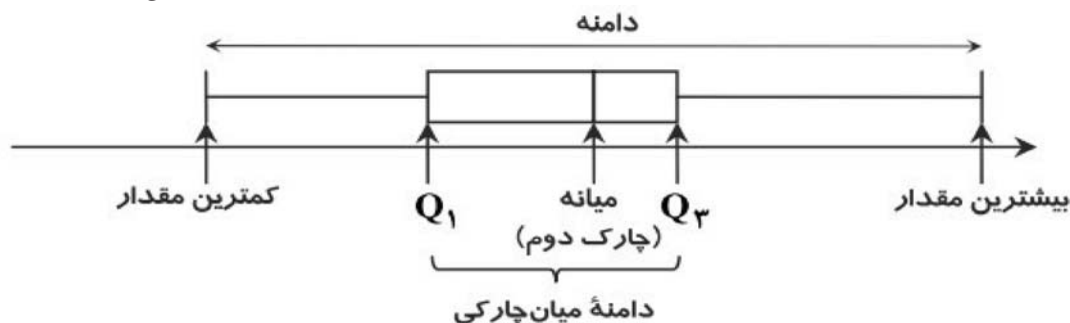 دامنه
کمترین مقدار
Q۱
میانه
(چارک دوم)
Q۳
بیشترین مقدار
دامنهٔ میان‌چارکی